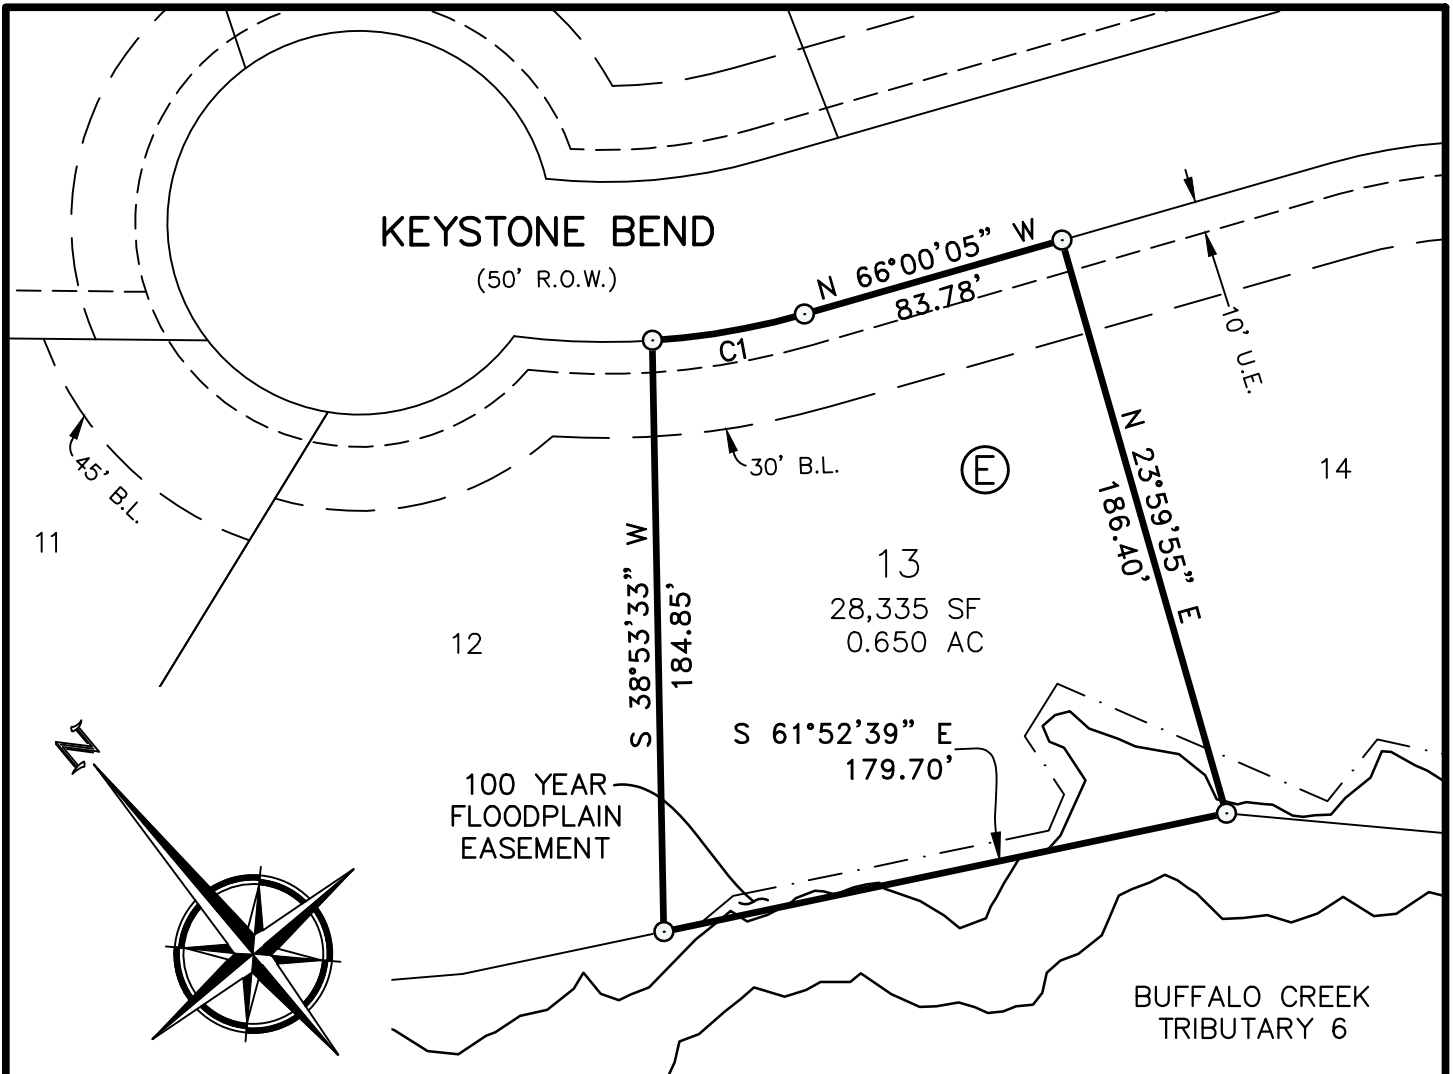 KEYSTONE BEND
(50' R.O.W.)
N 66°00'05" W
83.78'
C1
10' U.E.
45' B.L.
30' B.L.
E
N 23°59'55" E
186.40'
14
11
13
28,335 SF
0.650 AC
12
S 38°53'33" W
184.85'
S 61°52'39" E
179.70'
100 YEAR
FLOODPLAIN
EASEMENT
N
BUFFALO CREEK
TRIBUTARY 6